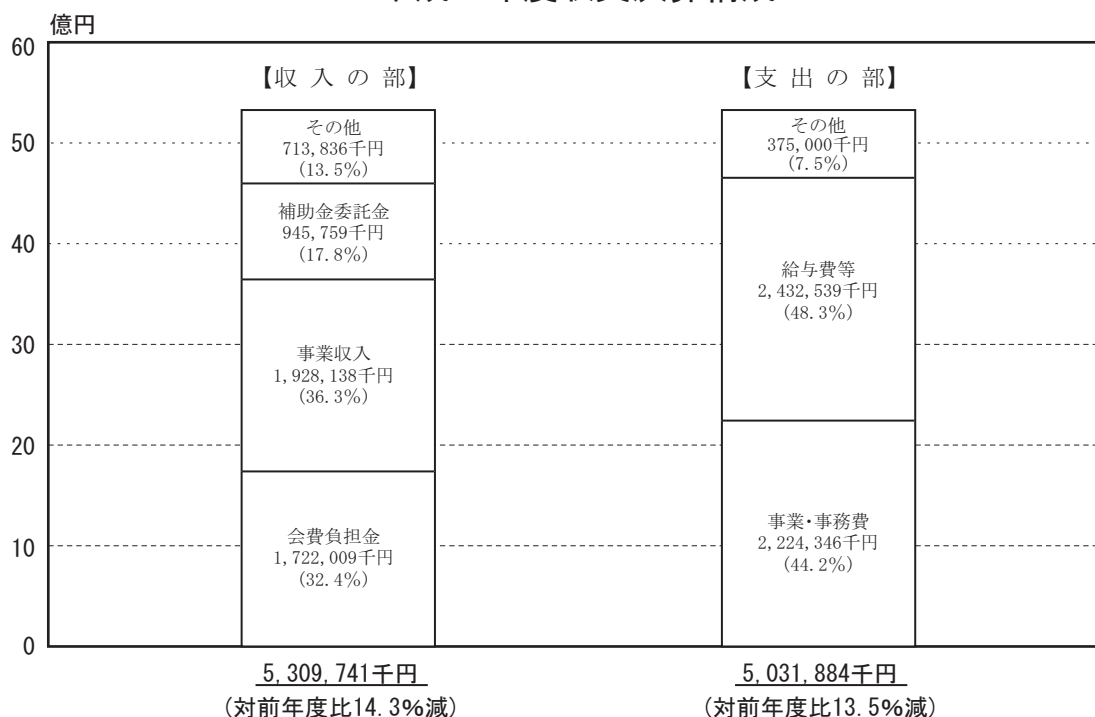 億円
60
50
40
30
20
10
0
【収 入 の 部】
その他
713,836千円
(13.5%)
補助金委託金
945,759千円
(17.8%)
事業収入
1,928,138千円
(36.3%)
会費負担金
1,722,009千円
(32.4%)
5,309,741千円
(対前年度比14.3%減)
【支 出 の 部】
その他
375,000千円
(7.5%)
給与費等
2,432,539千円
(48.3%)
事業・事務費
2,224,346千円
(44.2%)
5,031,884千円
(対前年度比13.5%減)